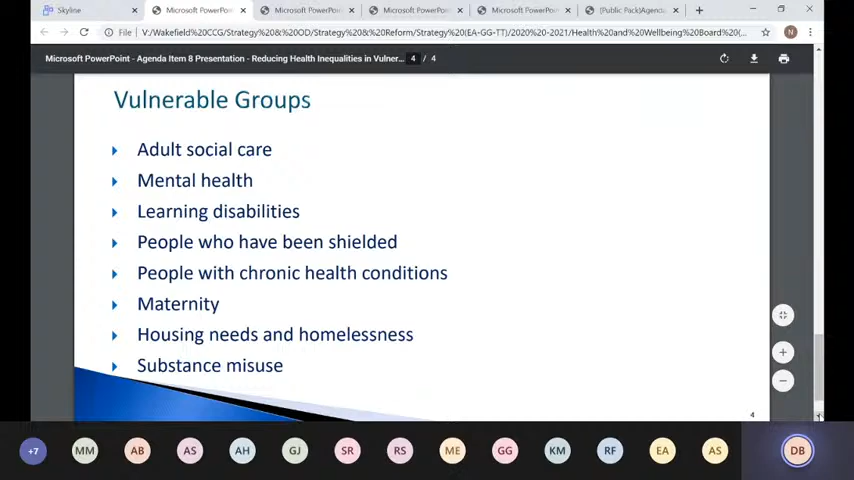 Skyline
Microsoft PowerPoin
Microsoft PowerPoint
Microsoft PowerPoint
Microsoft PowerPoint
(Public Pack)Agenda
N
File
V:/Wakefield%20CCG/Strategy%20&%20OD/Strategy%20&%20Reform/Strategy%20(EA-GG-TT)/2020%20-2021/Health%20and%20Wellbeing%20Board%20(...
Microsoft PowerPoint - Agenda Item 8 Presentation - Reducing Health Inequalities in Vulner...
4 / 4
Vulnerable Groups
Adult social care
Mental health
Learning disabilities
People who have been shielded
People with chronic health conditions
Maternity
Housing needs and homelessness
Substance misuse
4
+7 MM AB AS AH GJ SR RS ME GG KM RF EA AS DB